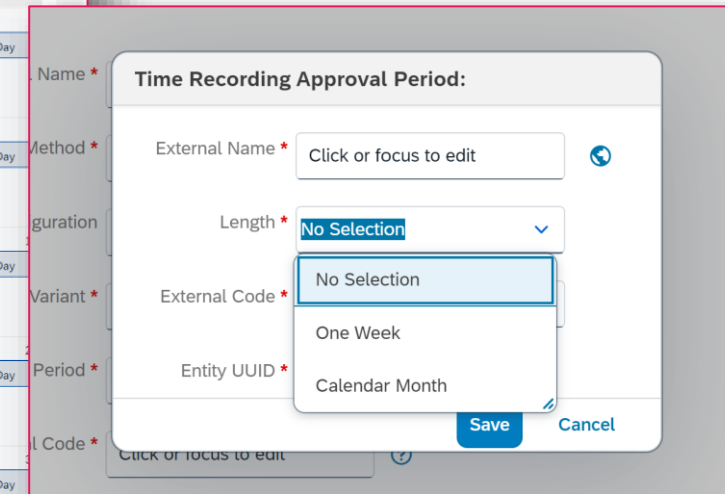 Day
Name *
Time Recording Approval Period:
Method *
External Name *
Click or focus to edit
Day
guration
Length *
No Selection
Day
No Selection
Variant *
External Code *
One Week
Period *
Entity UUID *
Day
Calendar Month
Save
Cancel
l Code *
Click or focus to edit
Day